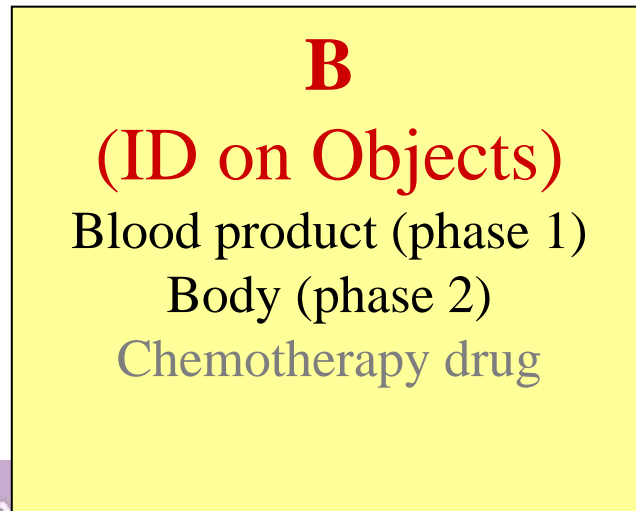 B
(ID on Objects)
Blood product (phase 1)
Body (phase 2)
Chemotherapy drug